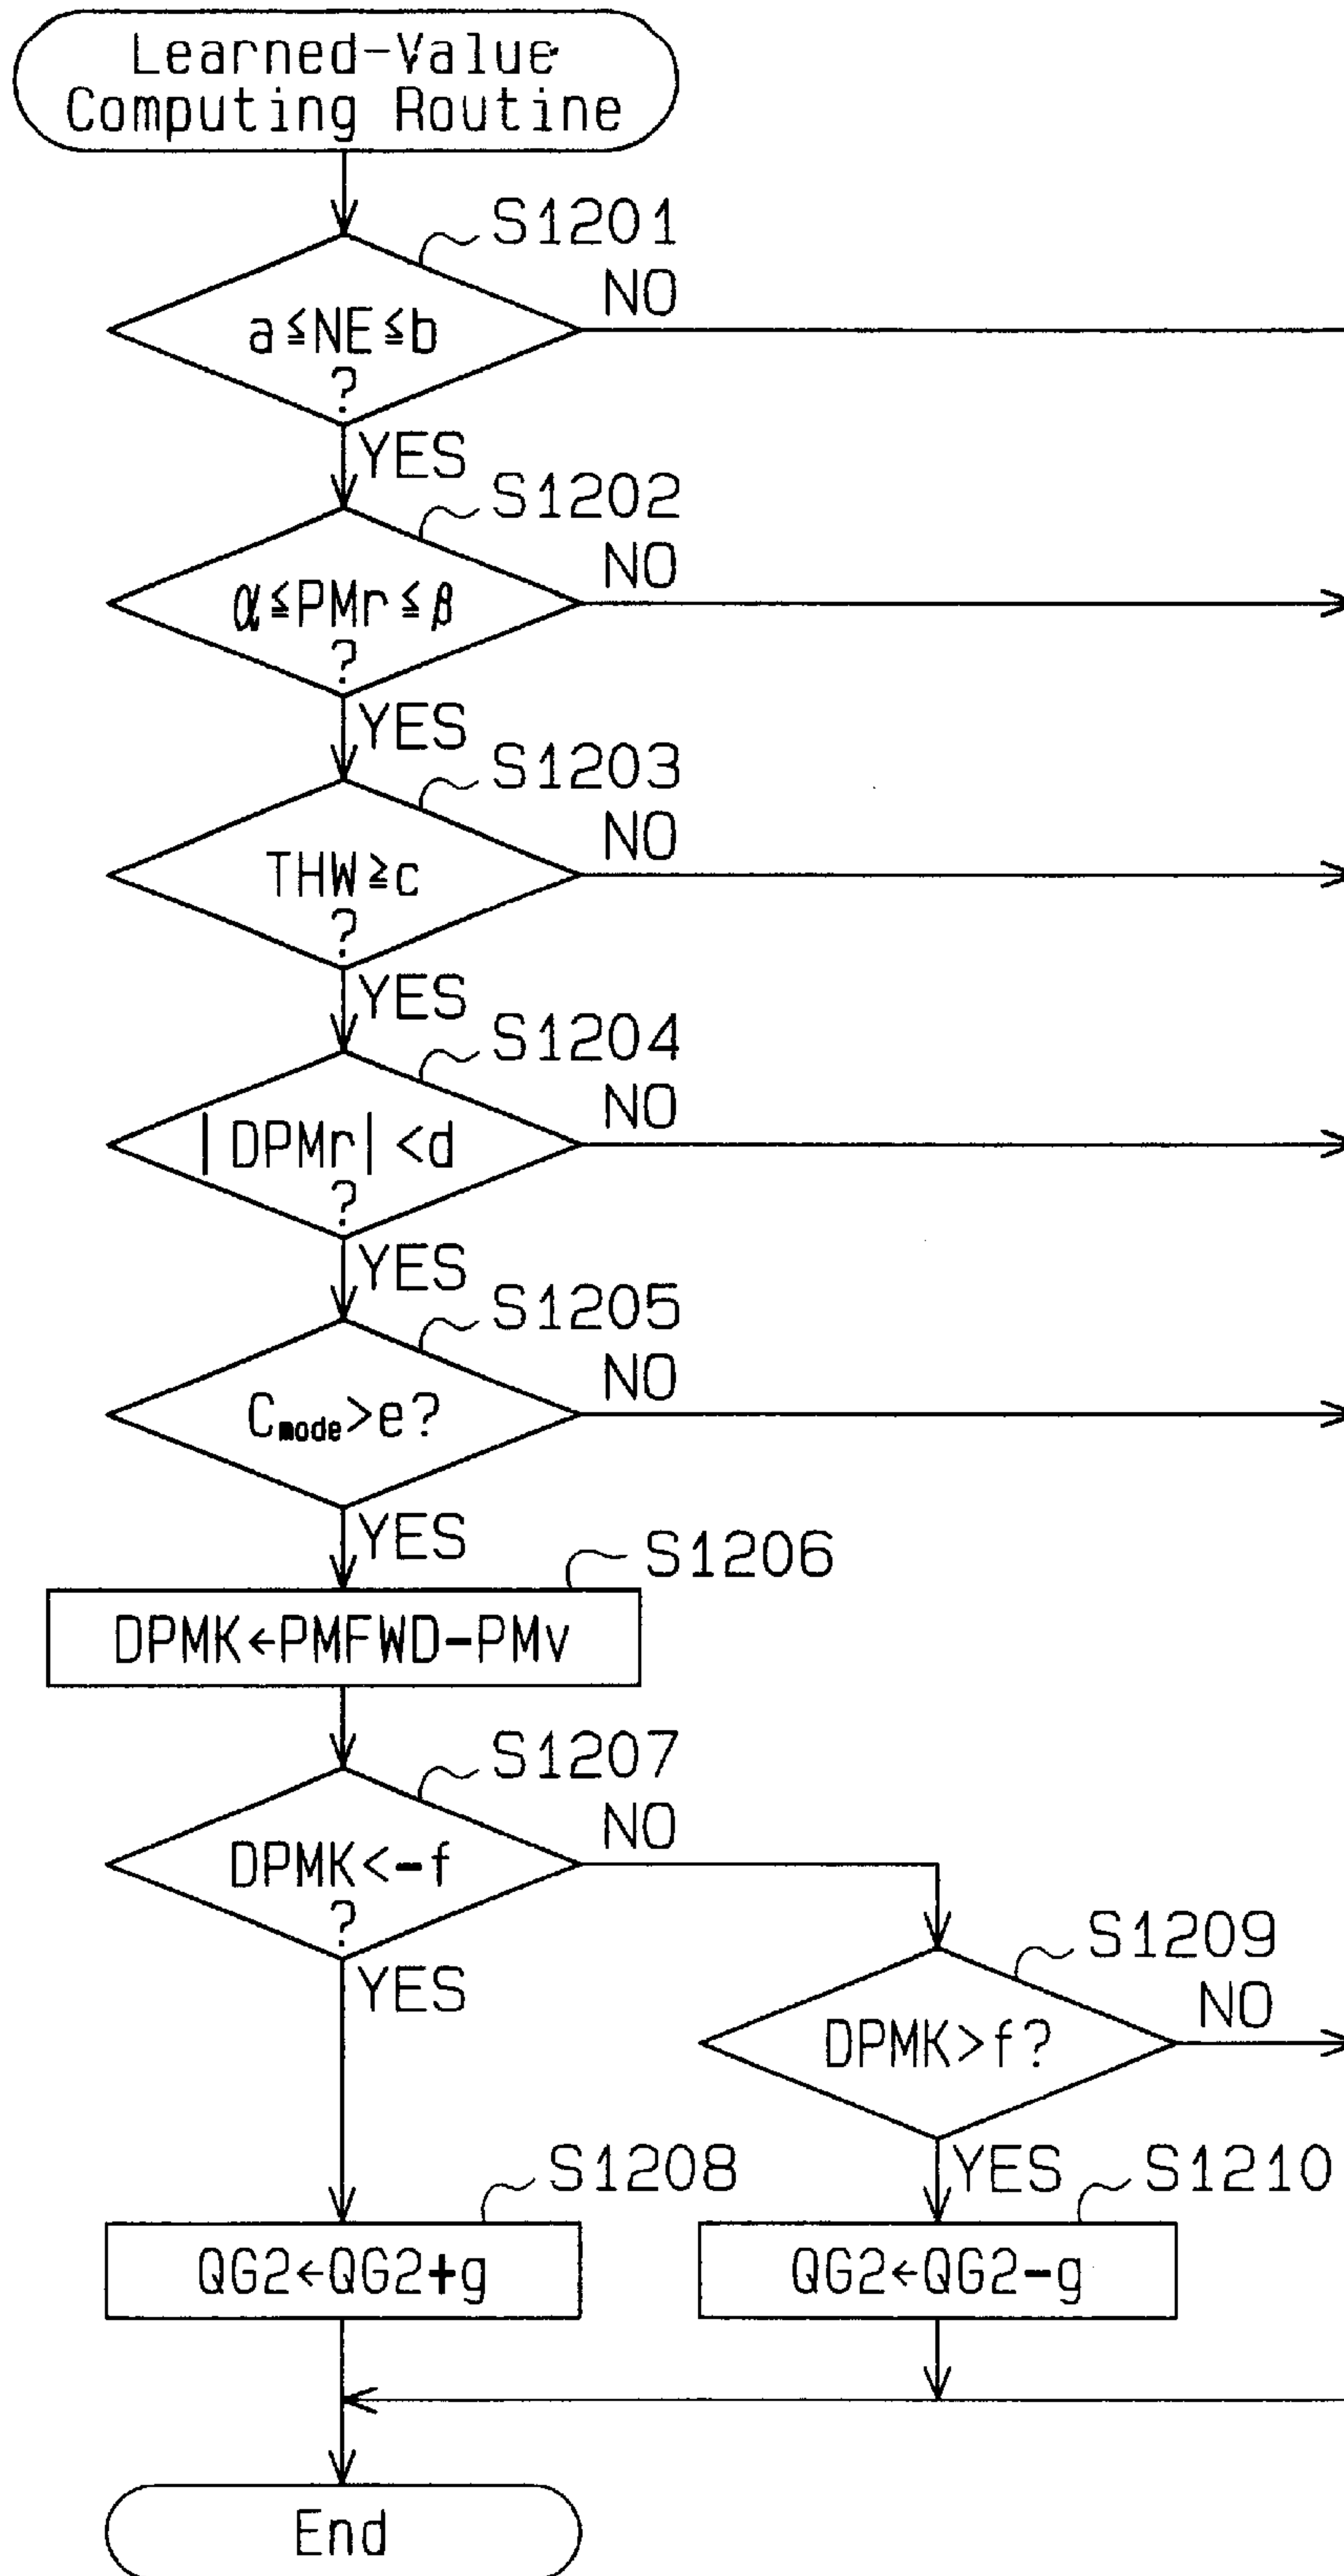 Learned-Value
Computing Routine
S1201
a≦NE≦b
?
NO
YES
S1202
α≦PMr≦β
?
NO
YES
S1203
THW≧c
?
NO
YES
S1204
|DPMr|<d
?
NO
YES
S1205
Cmode>e?
NO
YES
S1206
DPMK←PMFWD-PMv
S1207
DPMK<-f
?
NO
YES
S1209
DPMK>f?
NO
YES
S1208
QG2←QG2+g
S1210
QG2←QG2-g
End